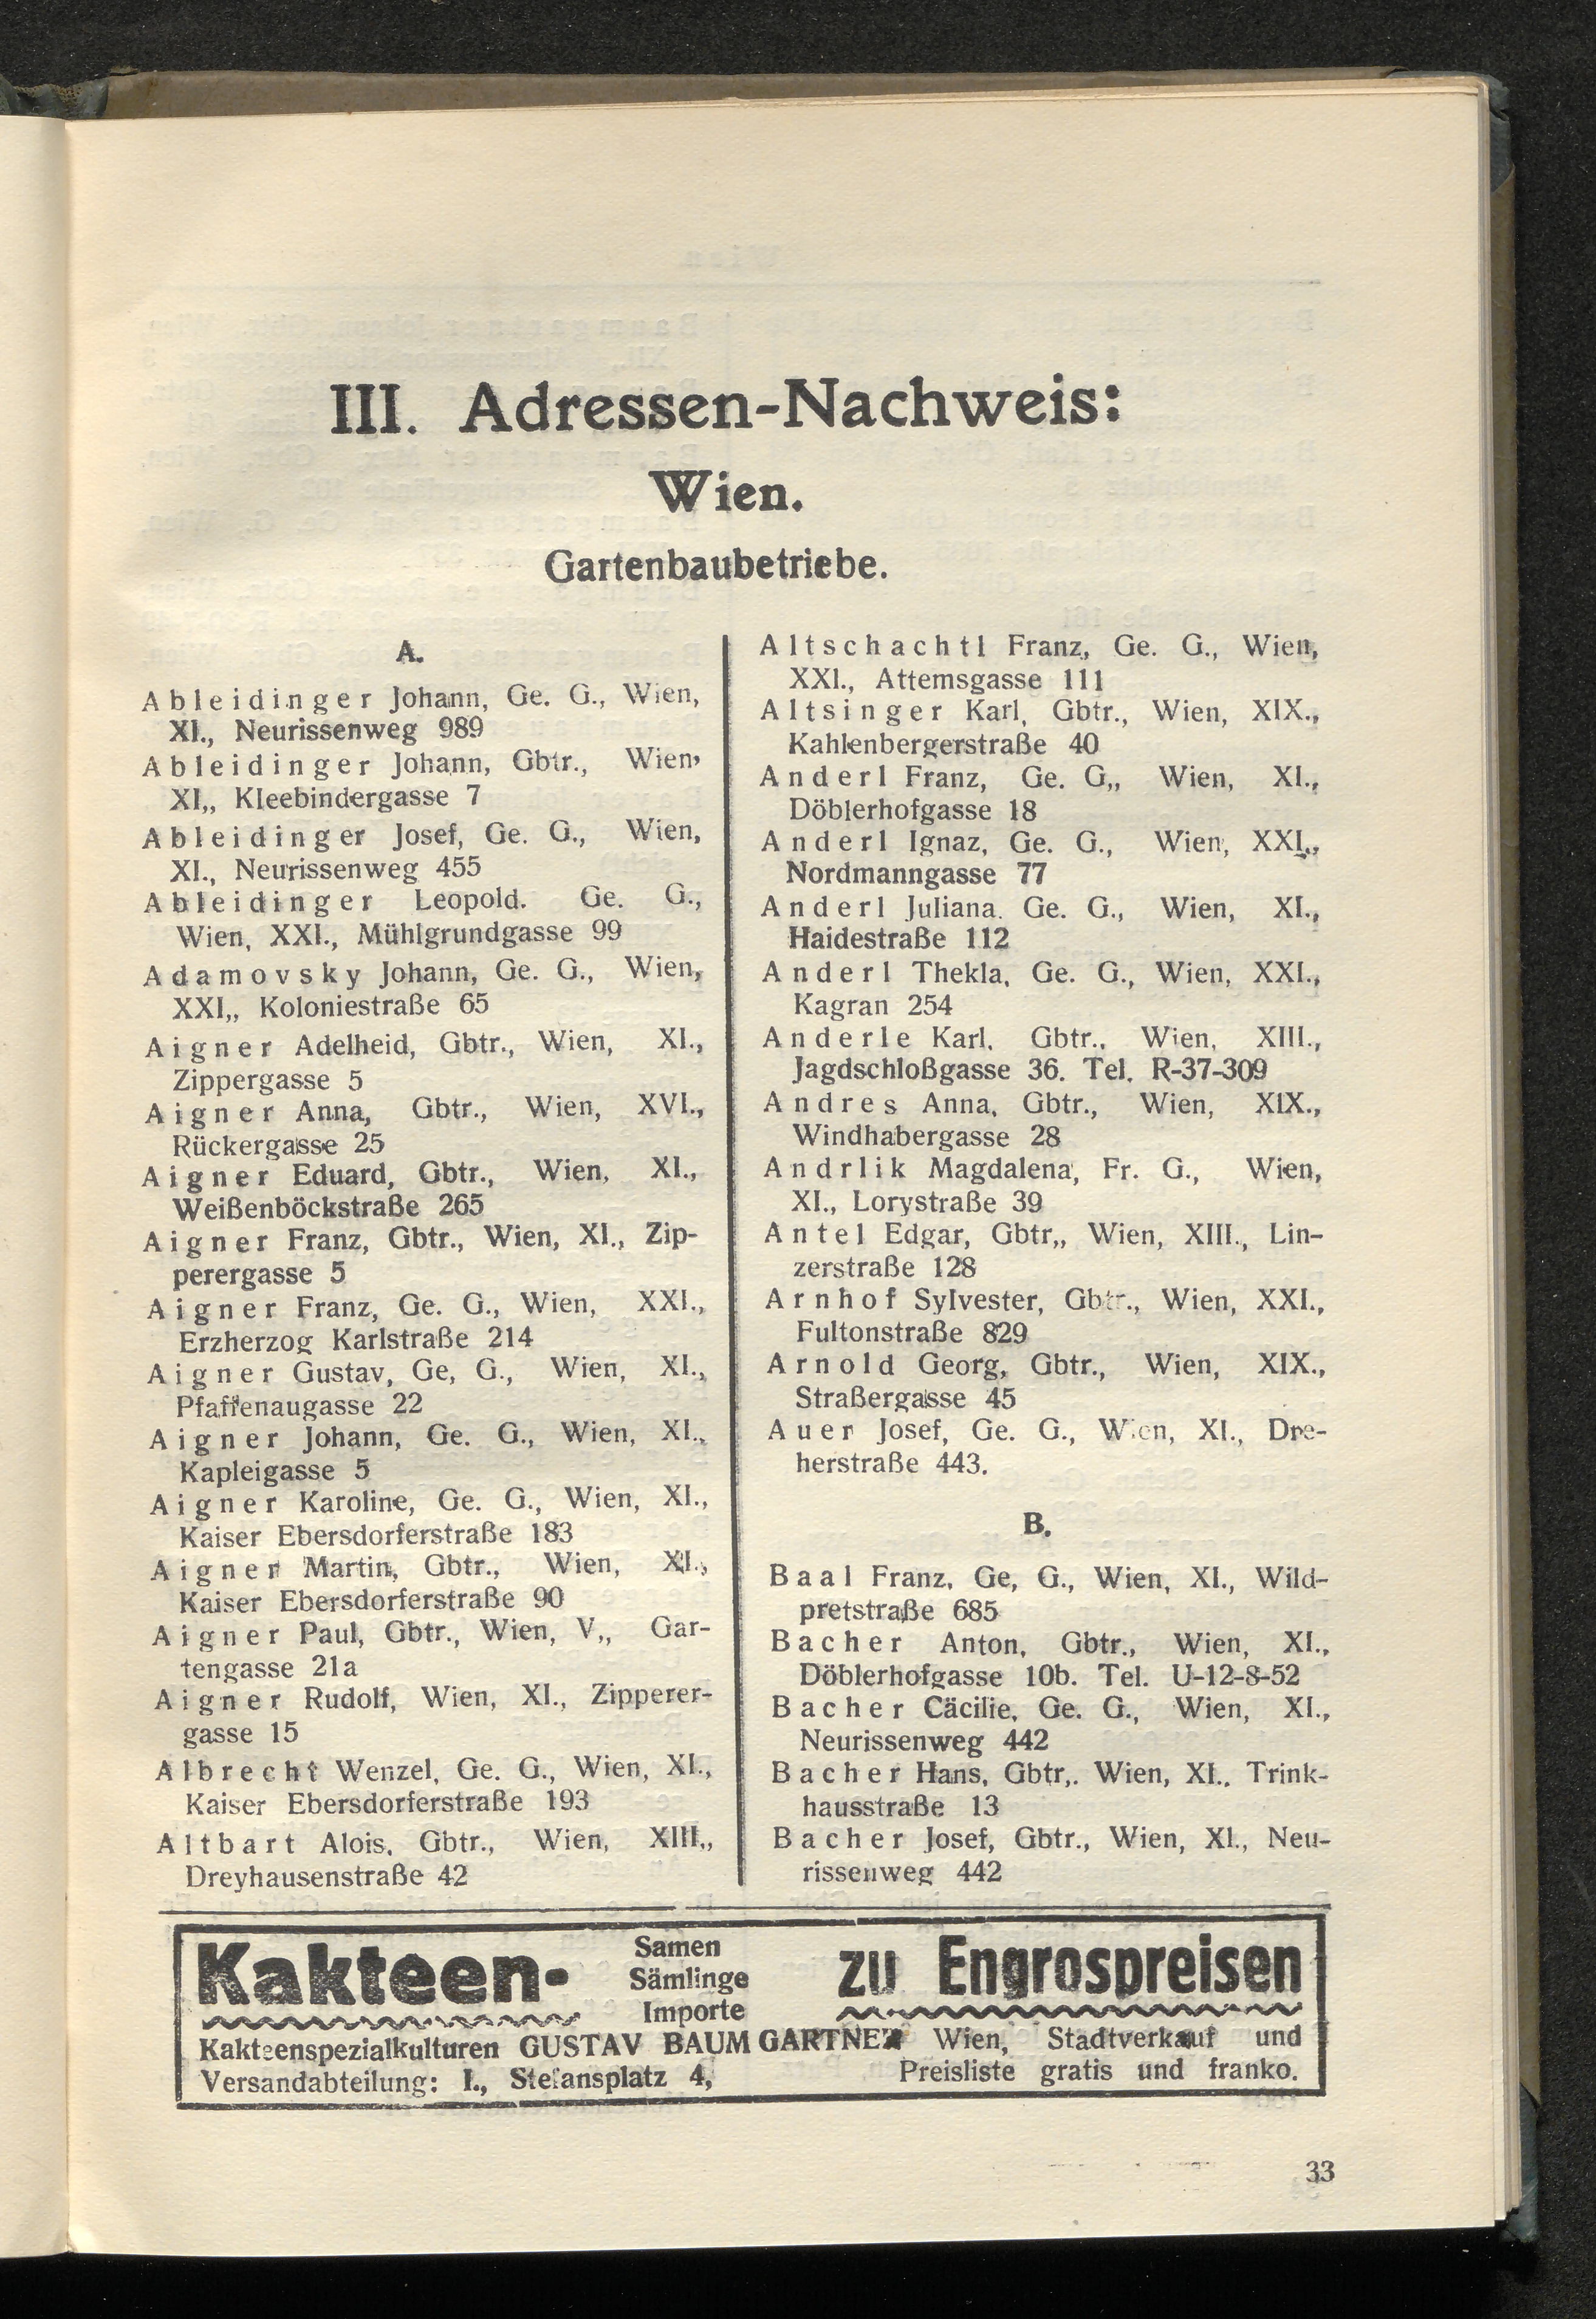 III. Adressen-Nachweis:
Wien.
Gartenbaubetriebe.
A.
Ableidinger Johann, Ge. G., Wien,
XI., Neurissenweg 989
Ableidinger Johann, Gbtr., Wien,
XI,, Kleebindergasse 7
Ableidinger Josef, Ge. G., Wien,
XI., Neurissenweg 455
Ableidinger Leopold. Ge. G.,
Wien, XXI., Mühlgrundgasse 99
Adamovsky Johann, Ge. G., Wien,
XXI,, Koloniestraße 65
Aigner Adelheid, Gbtr., Wien, XI.,
Zippergasse 5
Aigner Anna, Gbtr., Wien, XVI.,
Rückergasse 25
Aigner Eduard, Gbtr., Wien, XI.,
Weißenböckstraße 265
Aigner Franz, Gbtr., Wien, XI., Zip-
perergasse 5
Aigner Franz, Ge. G., Wien, XXI.,
Erzherzog Karlstraße 214
Aigner Gustav, Ge, G., Wien, XI.,
Pfaffenaugasse 22
Aigner Johann, Ge. G., Wien, XI.,
Kapleigasse 5
Aigner Karoline, Ge. G., Wien, XI.,
Kaiser Ebersdorferstraße 183
Aigner Martin, Gbtr., Wien, XI.,
Kaiser Ebersdorferstraße 90
Aigner Paul, Gbtr., Wien, V,, Gar-
tengasse 21a
Aigner Rudolf, Wien, XI., Zipperer-
gasse 15
Albrecht Wenzel, Ge. G., Wien, XI.,
Kaiser Ebersdorferstraße 193
Altbart Alois, Gbtr., Wien, XIII.,
Dreyhausenstraße 42
Altschachtl Franz, Ge. G., Wien,
XXI., Attemsgasse 111
Altsinger Karl, Gbtr., Wien, XIX.,
Kahlenbergerstraße 40
Anderl Franz, Ge. G,, Wien, XI.,
Döblerhofgasse 18
Anderl Ignaz, Ge. G., Wien, XXI.,
Nordmanngasse 77
Anderl Juliana. Ge. G., Wien, XI.,
Haidestraße 112
Anderl Thekla, Ge. G., Wien, XXI.,
Kagran 254
Anderle Karl. Gbtr., Wien, XIII.,
Jagdschloßgasse 36. Tel. R-37-309
Andres Anna, Gbtr., Wien, XIX.,
Windhabergasse 28
Andrlik Magdalena, Fr. G., Wien,
XI., Lorystraße 39
Antel Edgar, Gbtr,, Wien, XIII., Lin-
zerstraße 128
Arnhof Sylvester, Gbtr., Wien, XXI.,
Fultonstraße 829
Arnold Georg, Gbtr., Wien, XIX.,
Straßergasse 45
Auer Josef, Ge. G., Wien, XI., Dre-
herstraße 443.
B.
Baal Franz, Ge, G., Wien, XI., Wild-
pretstraße 685
Bacher Anton, Gbtr., Wien, XI.,
Döblerhofgasse 10b. Tel. U-12-8-52
Bacher Cäcilie, Ge. G., Wien, XI.,
Neurissenweg 442
Bacher Hans, Gbtr,. Wien, XI., Trink-
hausstraße 13
Bacher Josef, Gbtr., Wien, XI., Neu-
rissenweg 442
Kakteen-
Samen
Sämlinge
Importe
zu Engrospreisen
Kakteenspezialkulturen GUSTAV BAUMGARTNER Wien, Stadtverkauf und
Versandabteilung: I., Stefansplatz 4, Preisliste gratis und franko.
33